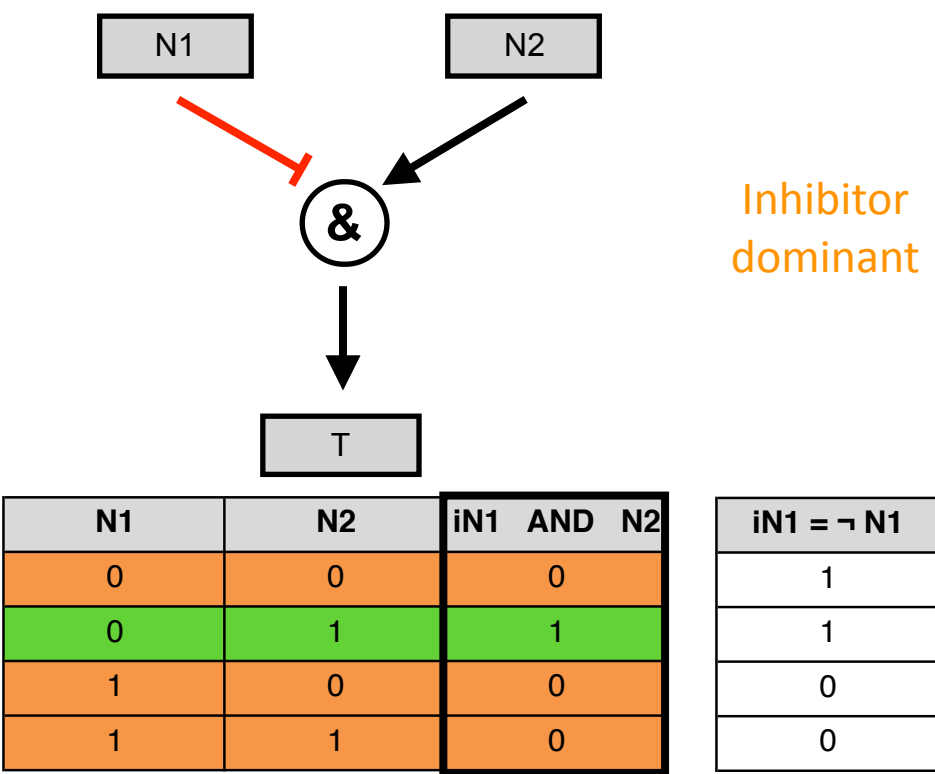 N1 N2
&
Inhibitor
dominant
T
N1 N2 iN1 AND N2 iN1 = ¬ N1
0 0 0 1
0 1 1 1
1 0 0 0
1 1 0 0